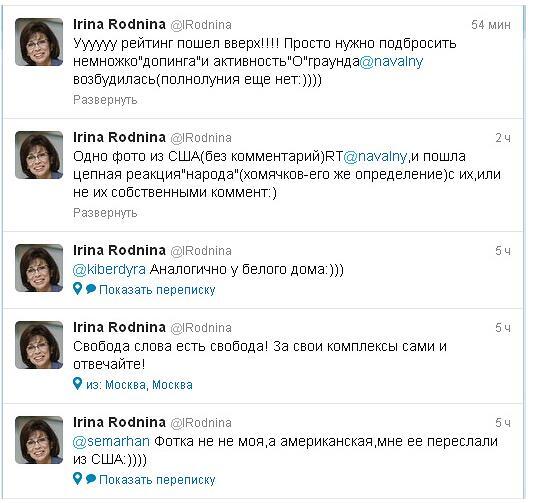 Irina Rodnina @IRodnina 54 мин
Уууууу рейтинг пошел вверх!!!! Просто нужно подбросить
немножко"допинга"и активность"О"граунда@navalny
возбудилась(полнолуния еще нет:))))
Развернуть
Irina Rodnina @IRodnina 2 ч
Одно фото из США(без комментарий)RT@navalny,и пошла
цепная реакция"народа"(хомячков-его же определение)с их,или
не их собственными коммент:)
Развернуть
Irina Rodnina @IRodnina 5 ч
@kiberdyra Аналогично у белого дома:)))
Показать переписку
Irina Rodnina @IRodnina 5 ч
Свобода слова есть свобода! За свои комплексы сами и
отвечайте!
из: Москва, Москва
Irina Rodnina @IRodnina 5 ч
@semarhan Фотка не не моя,а американская,мне ее переслали
из США:))))
Показать переписку